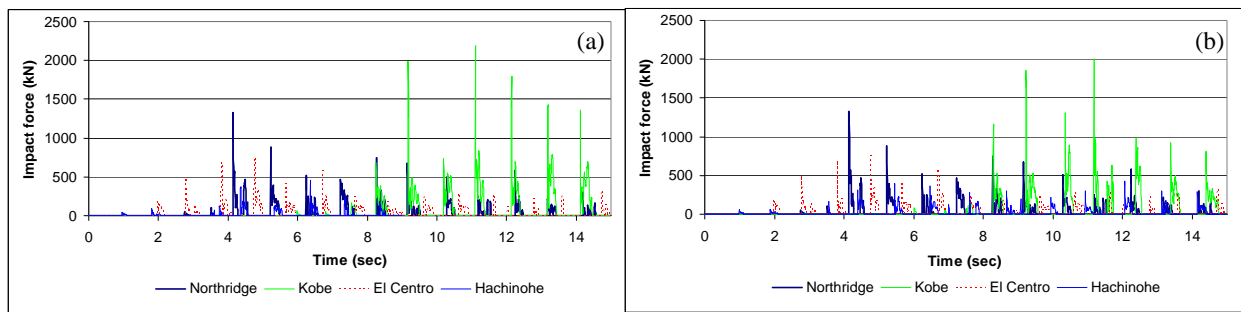 (a)
Impact force (kN)
2500
2000
1500
1000
500
0
0 2 4 6 8 10 12 14
Time (sec)
Northridge Kobe El Centro Hachinohe
(b)
Impact force (kN)
2500
2000
1500
1000
500
0
0 2 4 6 8 10 12 14
Time (sec)
Northridge Kobe El Centro Hachinohe